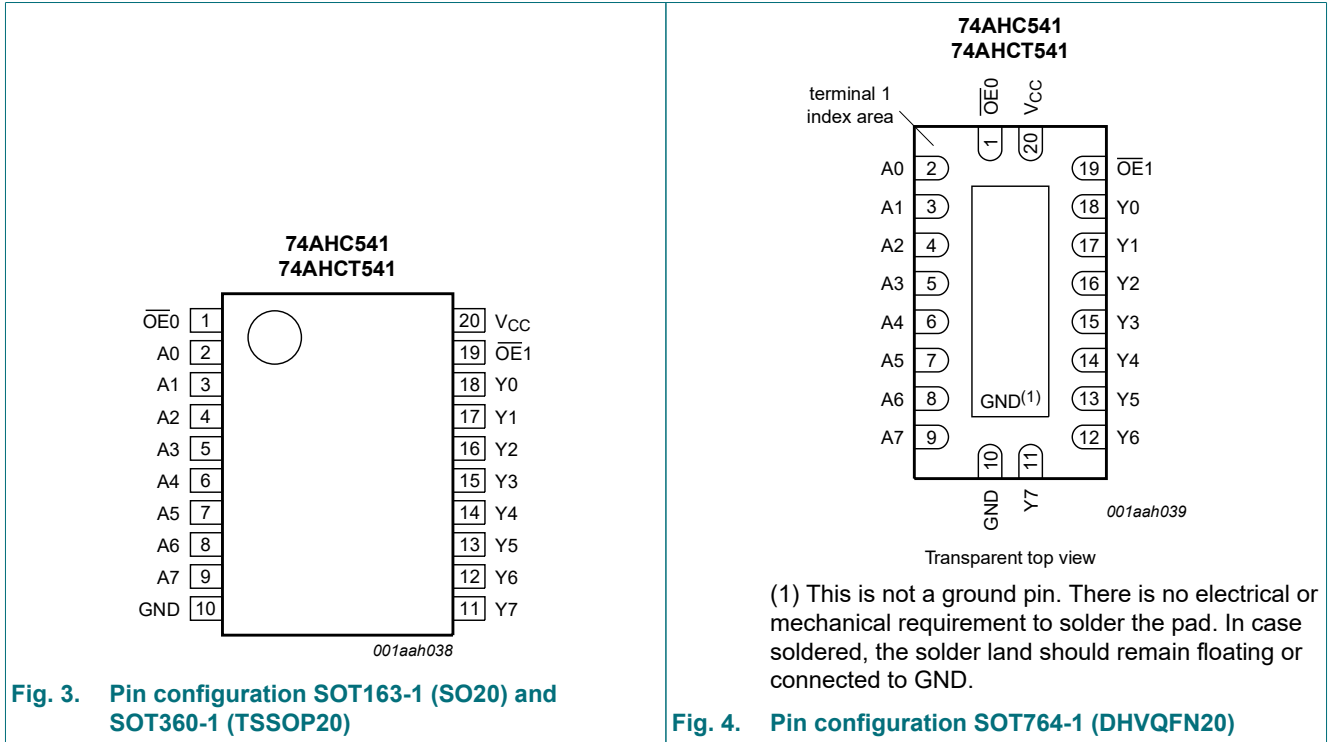 74AHC541
74AHCT541
OE0 1
A0 2
A1 3
A2 4
A3 5
A4 6
A5 7
A6 8
A7 9
GND 10
20 VCC
19 OE1
18 Y0
17 Y1
16 Y2
15 Y3
14 Y4
13 Y5
12 Y6
11 Y7
001aah038
Fig. 3. Pin configuration SOT163-1 (SO20) and
SOT360-1 (TSSOP20)
74AHC541
74AHCT541
terminal 1
index area
OE0
VCC
1
20
A0 2
A1 3
A2 4
A3 5
A4 6
A5 7
A6 8
A7 9
19 OE1
18 Y0
17 Y1
16 Y2
15 Y3
14 Y4
13 Y5
12 Y6
GND(1)
10
11
GND
Y7
001aah039
Transparent top view
(1) This is not a ground pin. There is no electrical or
mechanical requirement to solder the pad. In case
soldered, the solder land should remain floating or
connected to GND.
Fig. 4. Pin configuration SOT764-1 (DHVQFN20)